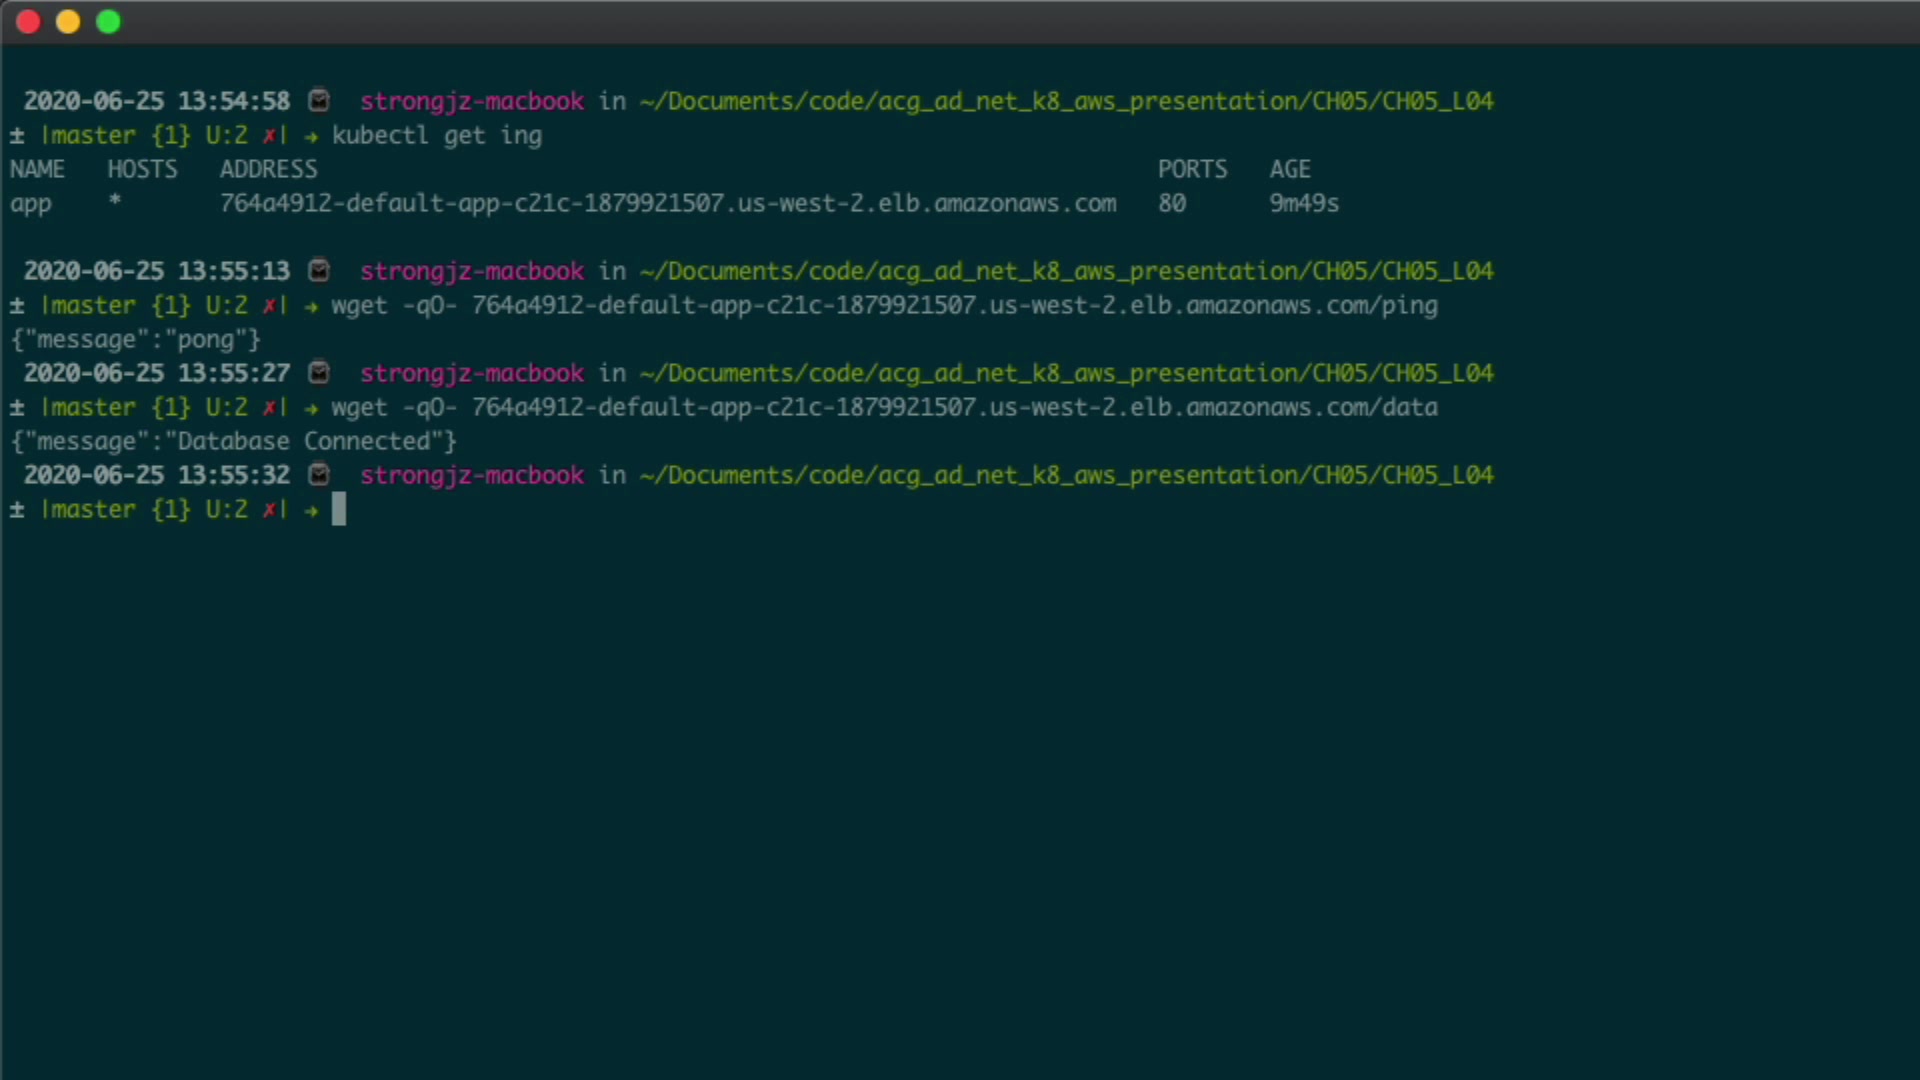 2020-06-25 13:54:58 strongjz-macbook in ~/Documents/code/acg_ad_net_k8_aws_presentation/CH05/CH05_L04
± |master {1} U:2 ✗| → kubectl get ing
NAME HOSTS ADDRESS PORTS AGE
app * 764a4912-default-app-c21c-1879921507.us-west-2.elb.amazonaws.com 80 9m49s
2020-06-25 13:55:13 strongjz-macbook in ~/Documents/code/acg_ad_net_k8_aws_presentation/CH05/CH05_L04
± |master {1} U:2 ✗| → wget -qO- 764a4912-default-app-c21c-1879921507.us-west-2.elb.amazonaws.com/ping
{"message":"pong"}
2020-06-25 13:55:27 strongjz-macbook in ~/Documents/code/acg_ad_net_k8_aws_presentation/CH05/CH05_L04
± |master {1} U:2 ✗| → wget -qO- 764a4912-default-app-c21c-1879921507.us-west-2.elb.amazonaws.com/data
{"message":"Database Connected"}
2020-06-25 13:55:32 strongjz-macbook in ~/Documents/code/acg_ad_net_k8_aws_presentation/CH05/CH05_L04
± |master {1} U:2 ✗| →